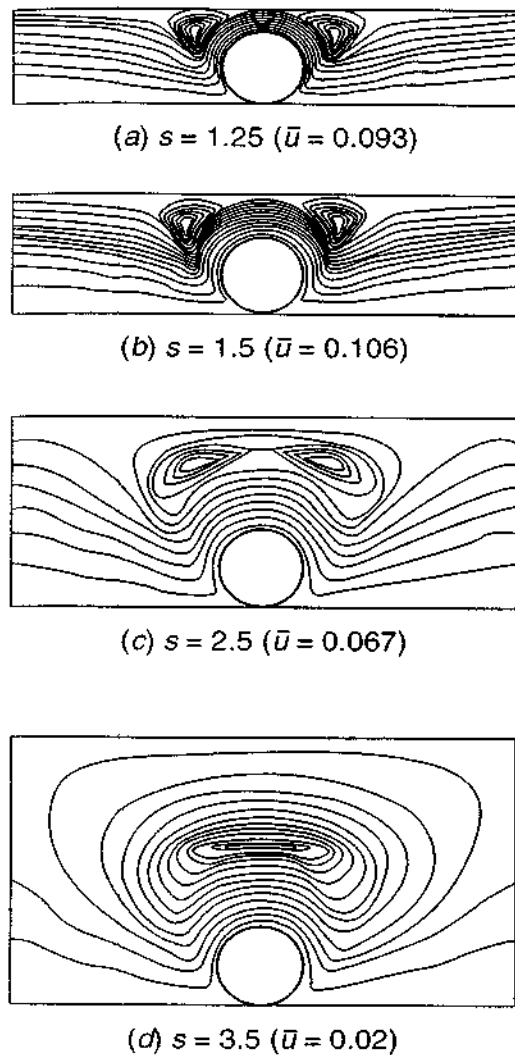 (a) s = 1.25 (ū = 0.093)
(b) s = 1.5 (ū = 0.106)
(c) s = 2.5 (ū = 0.067)
(d) s = 3.5 (ū = 0.02)